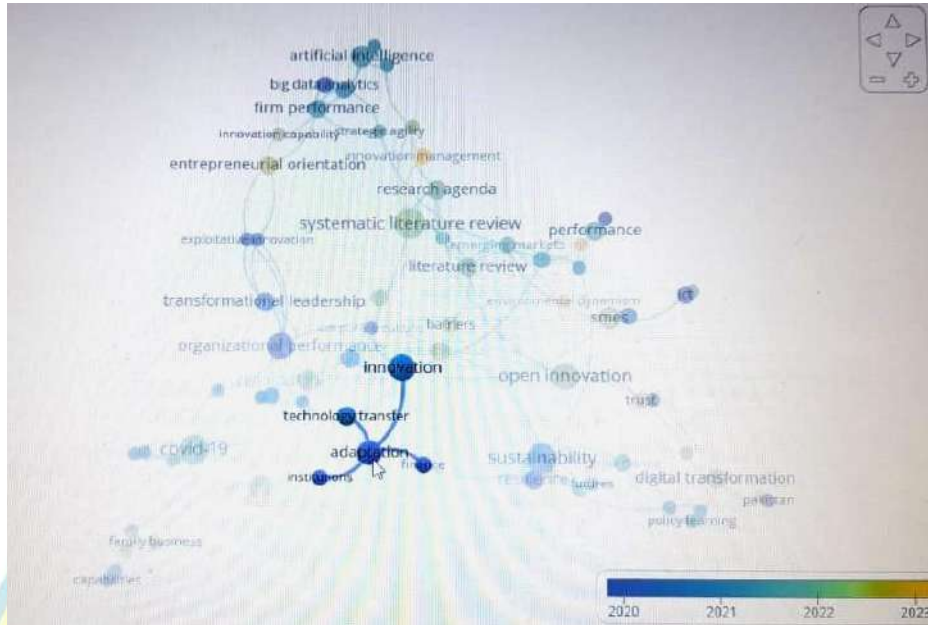 artificial intelligence
big data analytics
firm performance
innovation capability
strategic agility
innovation management
entrepreneurial orientation
research agenda
systematic literature review
performance
exploitative innovation
emerging markets
literature review
transformational leadership
environmental dynamism
ict
smes
barriers
organizational performance
innovation
open innovation
trust
technology transfer
covid-19
adaptation
finance
sustainability
institutions
resilience
futures
digital transformation
pakistan
policy learning
family business
capabilities
2020
2021
2022
2023